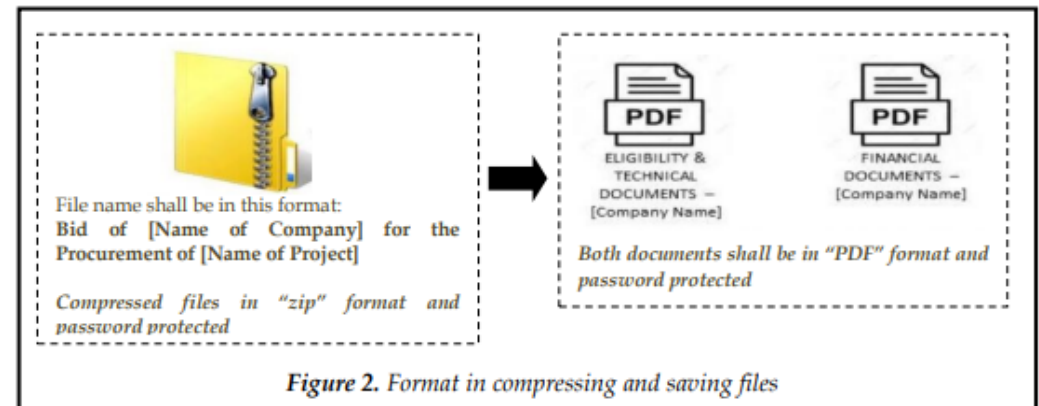 File name shall be in this format:
Bid of [Name of Company] for the
Procurement of [Name of Project]
Compressed files in "zip" format and
password protected
PDF
ELIGIBILITY &
TECHNICAL
DOCUMENTS –
[Company Name]
PDF
FINANCIAL
DOCUMENTS –
[Company Name]
Both documents shall be in "PDF" format and
password protected
Figure 2. Format in compressing and saving files